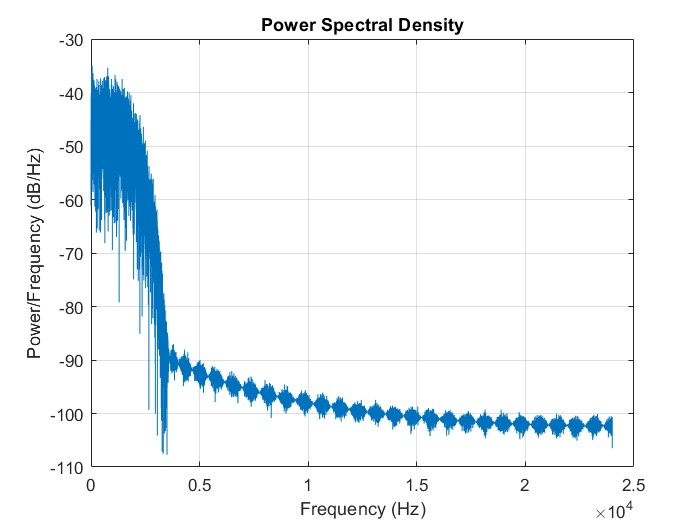 Power Spectral Density
Power/Frequency (dB/Hz)
-30
-40
-50
-60
-70
-80
-90
-100
-110
0 0.5 1 1.5 2 2.5
Frequency (Hz)
×10⁴